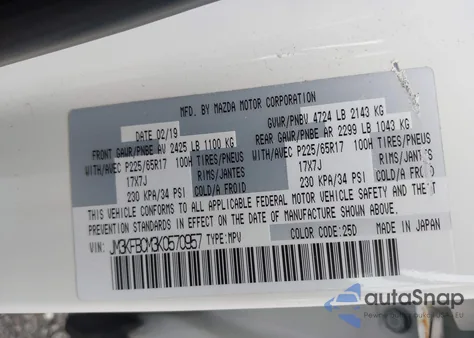 MFD. BY MAZDA MOTOR CORPORATION
DATE 02/19
GVWR/PNBV 4724 LB 2143 KG
FRONT GAWR/PNBE AV 2425 LB 1100 KG
REAR GAWR/PNBE AR 2299 LB 1043 KG
WITH/AVEC P225/65R17 100H TIRES/PNEUS
WITH/AVEC P225/65R17 100H TIRES/PNEUS
17X7J RIMS/JANTES
17X7J RIMS/JANTES
230 KPA/34 PSI COLD/A FROID
230 KPA/34 PSI COLD/A FROID
THIS VEHICLE CONFORMS TO ALL APPLICABLE FEDERAL MOTOR VEHICLE SAFETY AND THEFT
PREVENTION STANDARDS IN EFFECT ON THE DATE OF MANUFACTURE SHOWN ABOVE.
VIN: JM3KFBCM3K0570957 TYPE: MPV
COLOR CODE: 25D MADE IN JAPAN
autaSnap